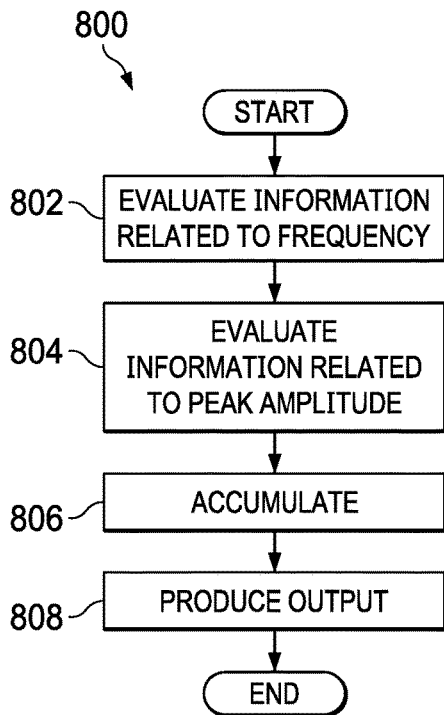 800
START
802
EVALUATE INFORMATION
RELATED TO FREQUENCY
804
EVALUATE
INFORMATION RELATED
TO PEAK AMPLITUDE
806
ACCUMULATE
808
PRODUCE OUTPUT
END